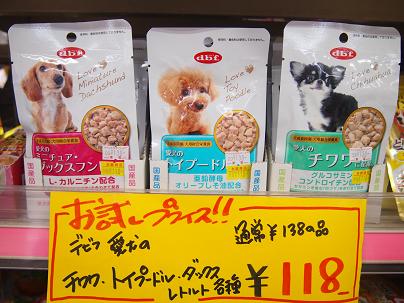 d.b.f
Love
Miniature
Dachshund
愛犬の
ミニチュア・
ダックスフン
L-カルニチン配合
国産品
d.b.f
Love
Toy
Poodle
愛犬の
トイプードル
亜鉛酵母
オリーブしそ油配合
国産品
d.b.f
Love
Chihuahua
愛犬の
チワワ
グルコサミン
コンドロイチン配合
国産品
お試しプライス!!
デビフ 愛犬の
通常¥138の品
チワワ・トイプードル・ダックス
レトルト各種 ¥118